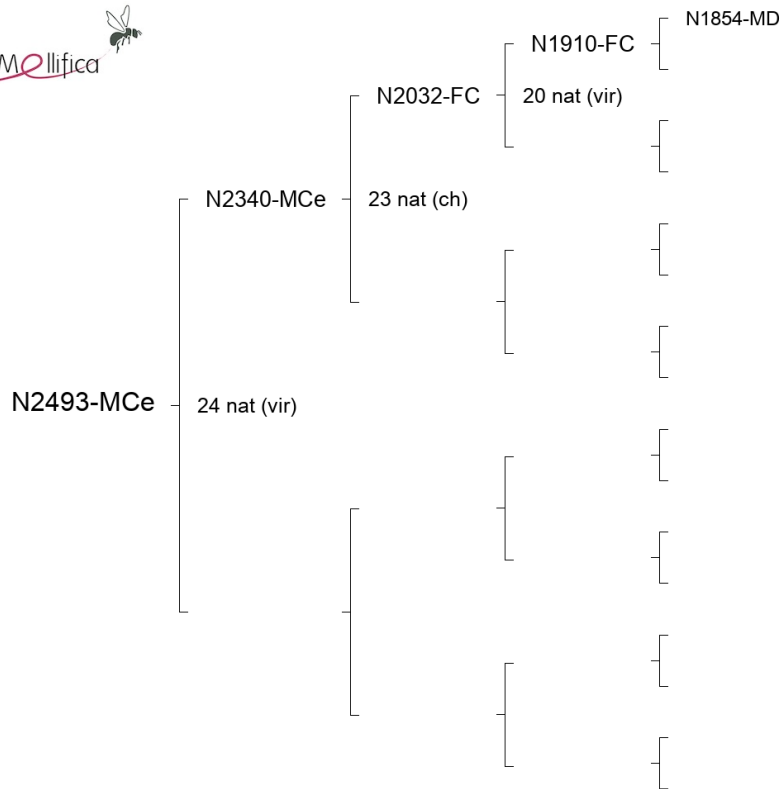 Mellifica
N1854-MD
N1910-FC
N2032-FC
20 nat (vir)
N2340-MCe
23 nat (ch)
N2493-MCe
24 nat (vir)